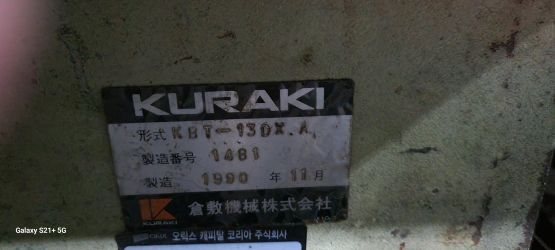 KURAKI
形式 KBT-13DX.A
製造番号 1481
製造 1990 年 11 月
倉敷機械株式会社
KURAKI
오릭스 캐피탈 코리아 주식회사
Galaxy S21+ 5G